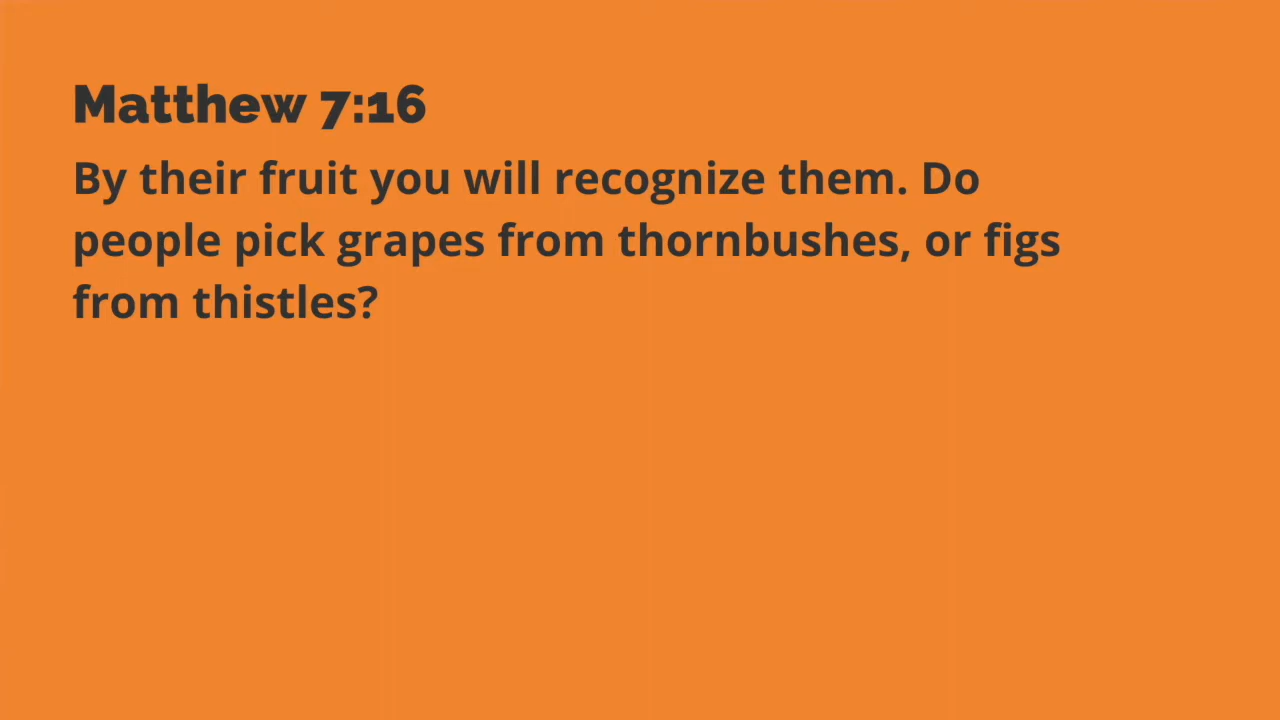 Matthew 7:16
By their fruit you will recognize them. Do
people pick grapes from thornbushes, or figs
from thistles?